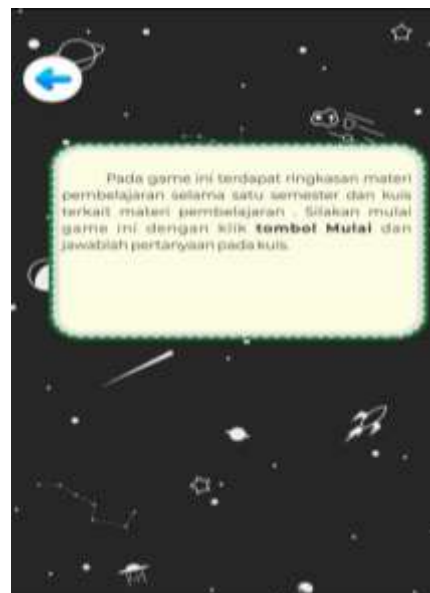 Pada game ini terdapat ringkasan materi
pembelajaran selama satu semester dan kuis
terkait materi pembelajaran . Silakan mulai
game ini dengan klik tombol Mulai dan
jawablah pertanyaan pada kuis.